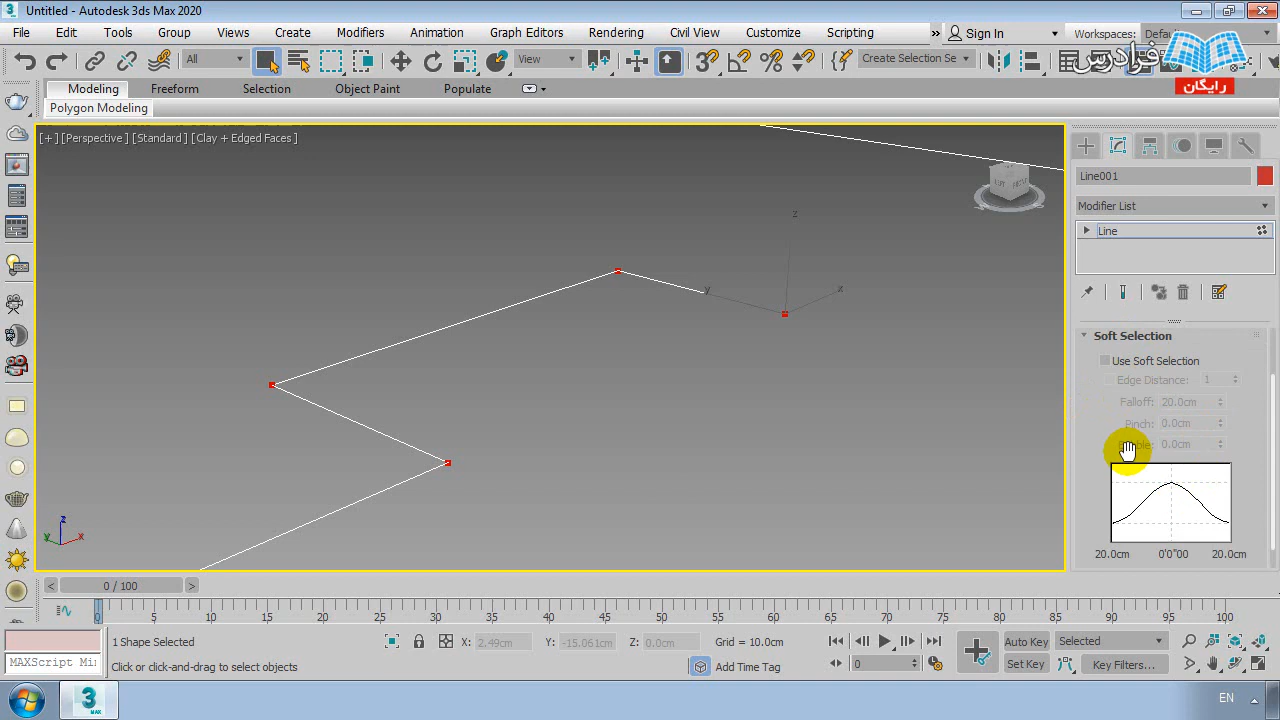 Untitled - Autodesk 3ds Max 2020
File Edit Tools Group Views Create Modifiers Animation Graph Editors Rendering Civil View Customize Scripting » Sign In Workspaces: Defa
فرادرس
رایگان
All View Create Selection Se
Modeling Freeform Selection Object Paint Populate
Polygon Modeling
[+] [Perspective ] [Standard ] [Clay + Edged Faces ]
Line001
Modifier List
Line
z
y
z
Soft Selection
Use Soft Selection
Edge Distance: 1
Falloff: 20.0cm
Pinch: 0.0cm
0.0cm
20.0cm 0'0"00 20.0cm
z
y x
< 0 / 100 >
0 5 10 15 20 25 30 35 40 45 50 55 60 65 70 75 80 85 90 95 100
1 Shape Selected X: 2.49cm Y: -15.061cm Z: 0.0cm Grid = 10.0cm Auto Key Selected
MAXScript Mi Click or click-and-drag to select objects Add Time Tag 0 Set Key Key Filters...
3
MAX
EN